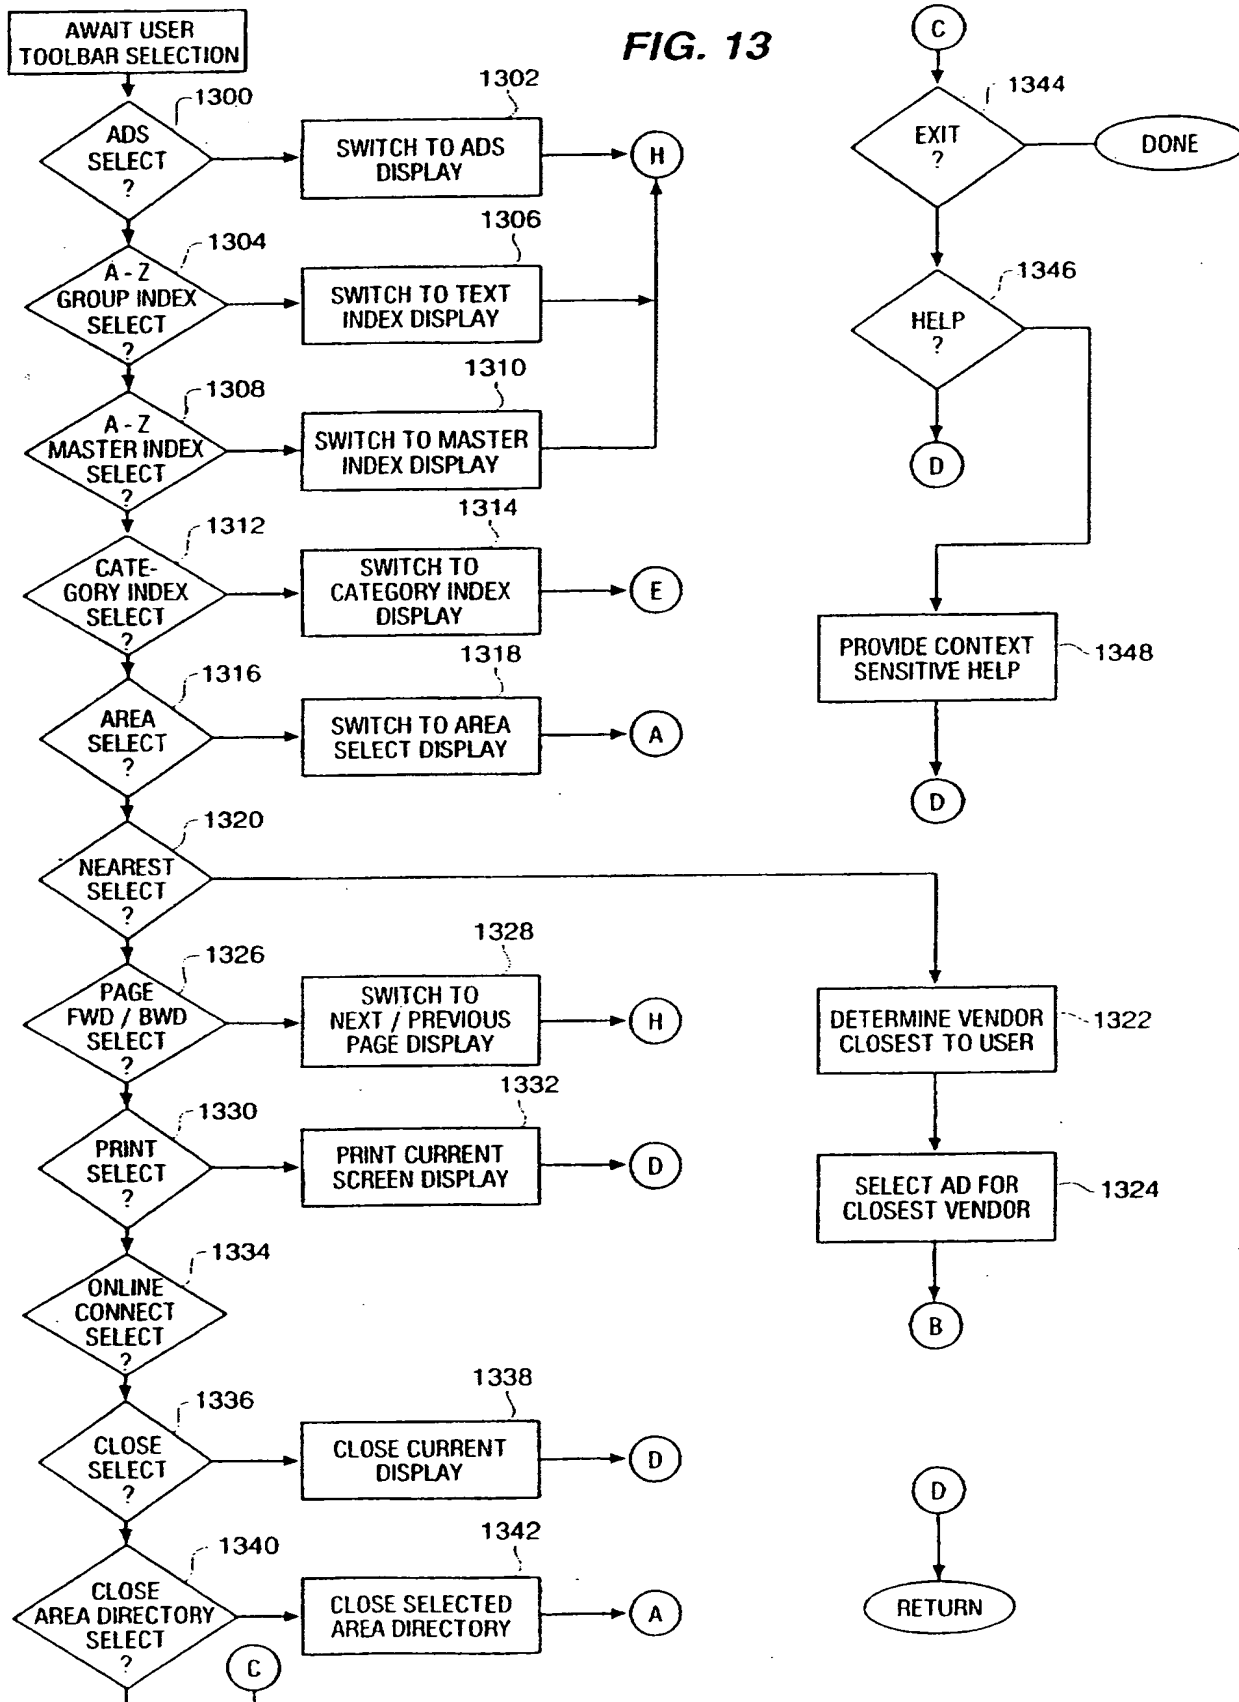 FIG. 13
AWAIT USER
TOOLBAR SELECTION
1300
ADS
SELECT
?
1302
SWITCH TO ADS
DISPLAY
H
1304
A - Z
GROUP INDEX
SELECT
?
1306
SWITCH TO TEXT
INDEX DISPLAY
1308
A - Z
MASTER INDEX
SELECT
?
1310
SWITCH TO MASTER
INDEX DISPLAY
1312
CATE-
GORY INDEX
SELECT
?
1314
SWITCH TO
CATEGORY INDEX
DISPLAY
E
1316
AREA
SELECT
?
1318
SWITCH TO AREA
SELECT DISPLAY
A
1320
NEAREST
SELECT
?
1326
PAGE
FWD / BWD
SELECT
?
1328
SWITCH TO
NEXT / PREVIOUS
PAGE DISPLAY
H
1330
PRINT
SELECT
?
1332
PRINT CURRENT
SCREEN DISPLAY
D
1334
ONLINE
CONNECT
SELECT
?
1336
CLOSE
SELECT
?
1338
CLOSE CURRENT
DISPLAY
D
1340
CLOSE
AREA DIRECTORY
SELECT
?
1342
CLOSE SELECTED
AREA DIRECTORY
A
C
C
1344
EXIT
?
DONE
1346
HELP
?
D
PROVIDE CONTEXT
SENSITIVE HELP
1348
D
DETERMINE VENDOR
CLOSEST TO USER
1322
SELECT AD FOR
CLOSEST VENDOR
1324
B
D
RETURN